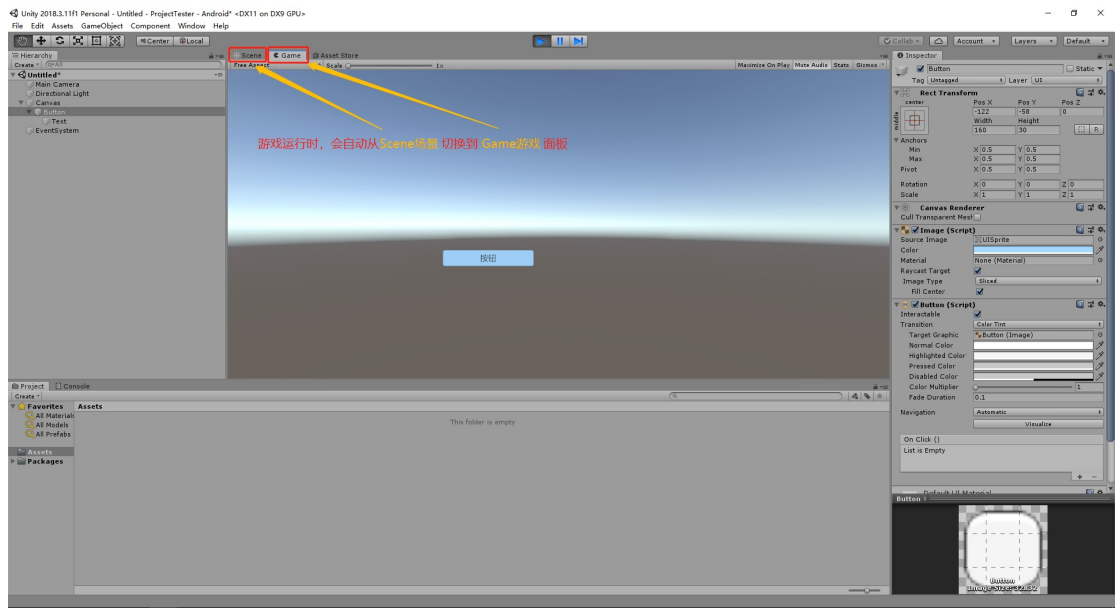 Unity 2018.3.11f1 Personal - Untitled - ProjectTester - Android* <DX11 on DX9 GPU>
File Edit Assets GameObject Component Window Help
Center Local
Collab Account Layers Default
Hierarchy
Create All
Untitled*
Main Camera
Directional Light
Canvas
Button
Text
EventSystem
Scene Game Asset Store
Free Aspect Scale 1x Maximize On Play Mute Audio Stats Gizmos
游戏运行时，会自动从Scene场景 切换到 Game游戏 面板
按钮
Project Console
Create
Favorites
All Materials
All Models
All Prefabs
Assets
Packages
Assets
This folder is empty
Inspector
Button Static
Tag Untagged Layer UI
Rect Transform
center Pos X Pos Y Pos Z
middle -122 -58 0
Width Height
160 30 R
Anchors
Min X 0.5 Y 0.5
Max X 0.5 Y 0.5
Pivot X 0.5 Y 0.5
Rotation X 0 Y 0 Z 0
Scale X 1 Y 1 Z 1
Canvas Renderer
Cull Transparent Mesh
Image (Script)
Source Image UISprite
Color
Material None (Material)
Raycast Target
Image Type Sliced
Fill Center
Button (Script)
Interactable
Transition Color Tint
Target Graphic Button (Image)
Normal Color
Highlighted Color
Pressed Color
Disabled Color
Color Multiplier 1
Fade Duration 0.1
Navigation Automatic
Visualize
On Click ()
List is Empty
+ -
Default UI Material
Button
Button
Image Size: 32x32